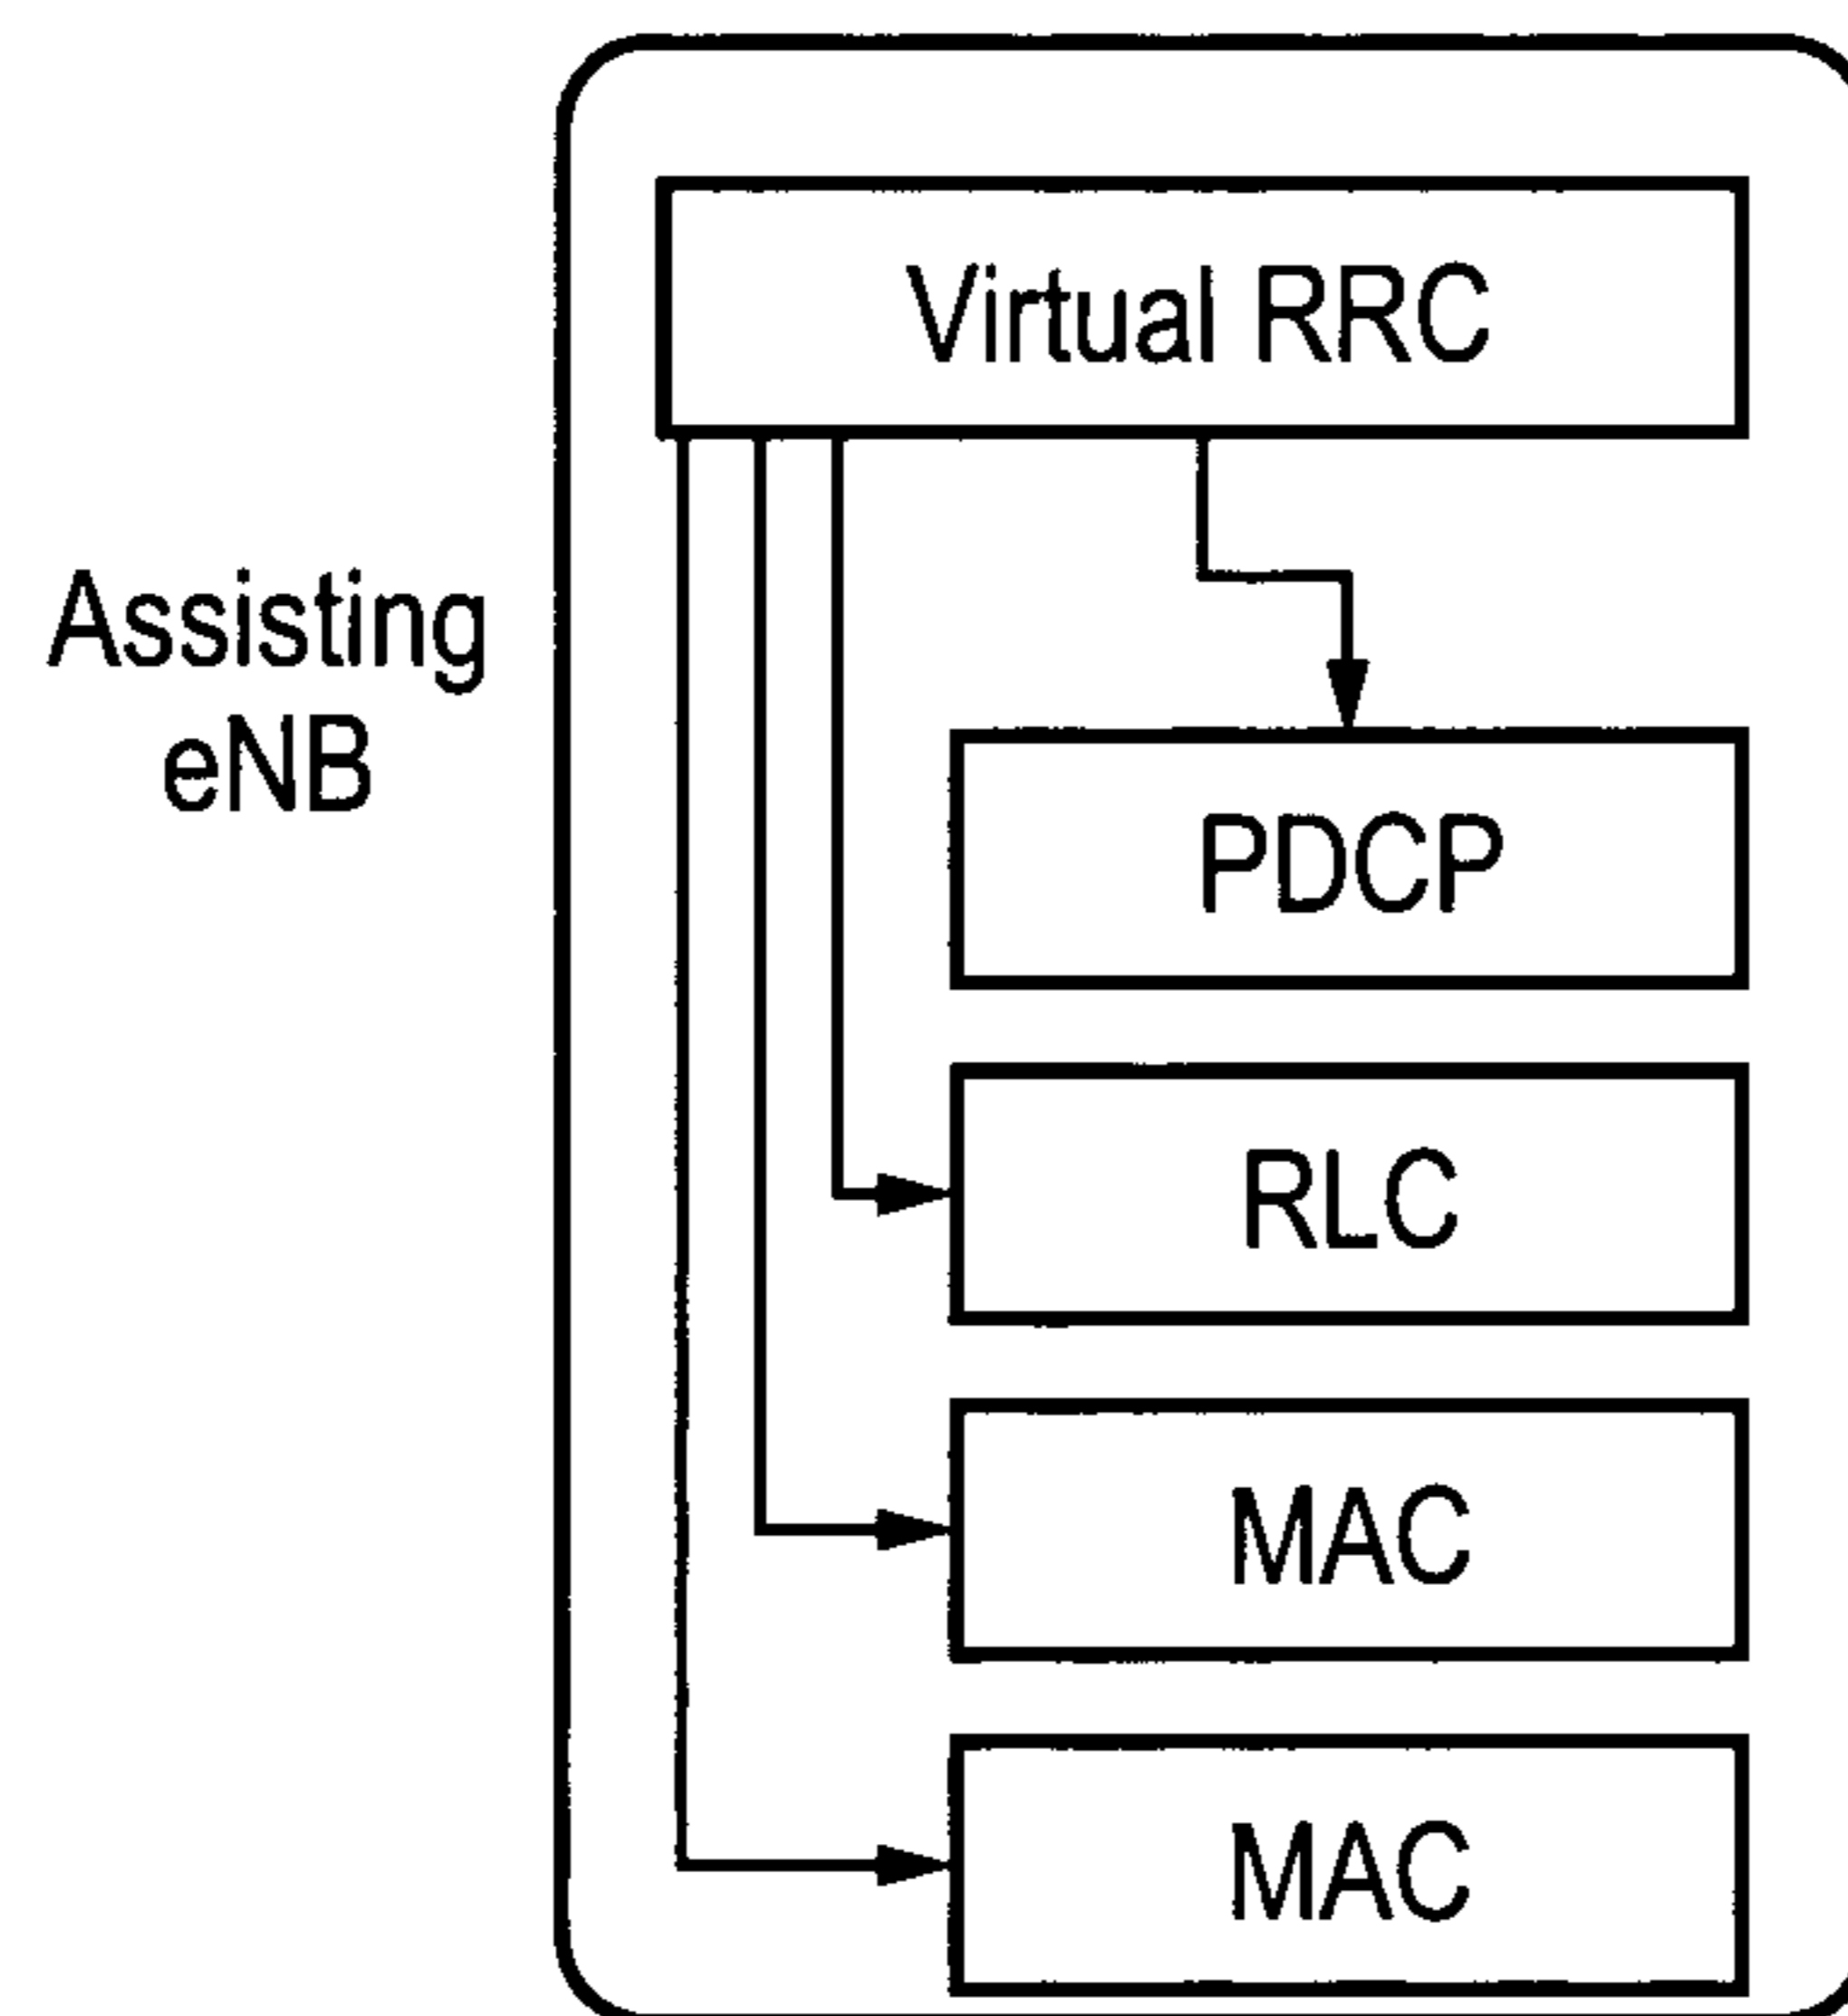 Virtual RRC
Assisting
eNB
PDCP
RLC
MAC
MAC